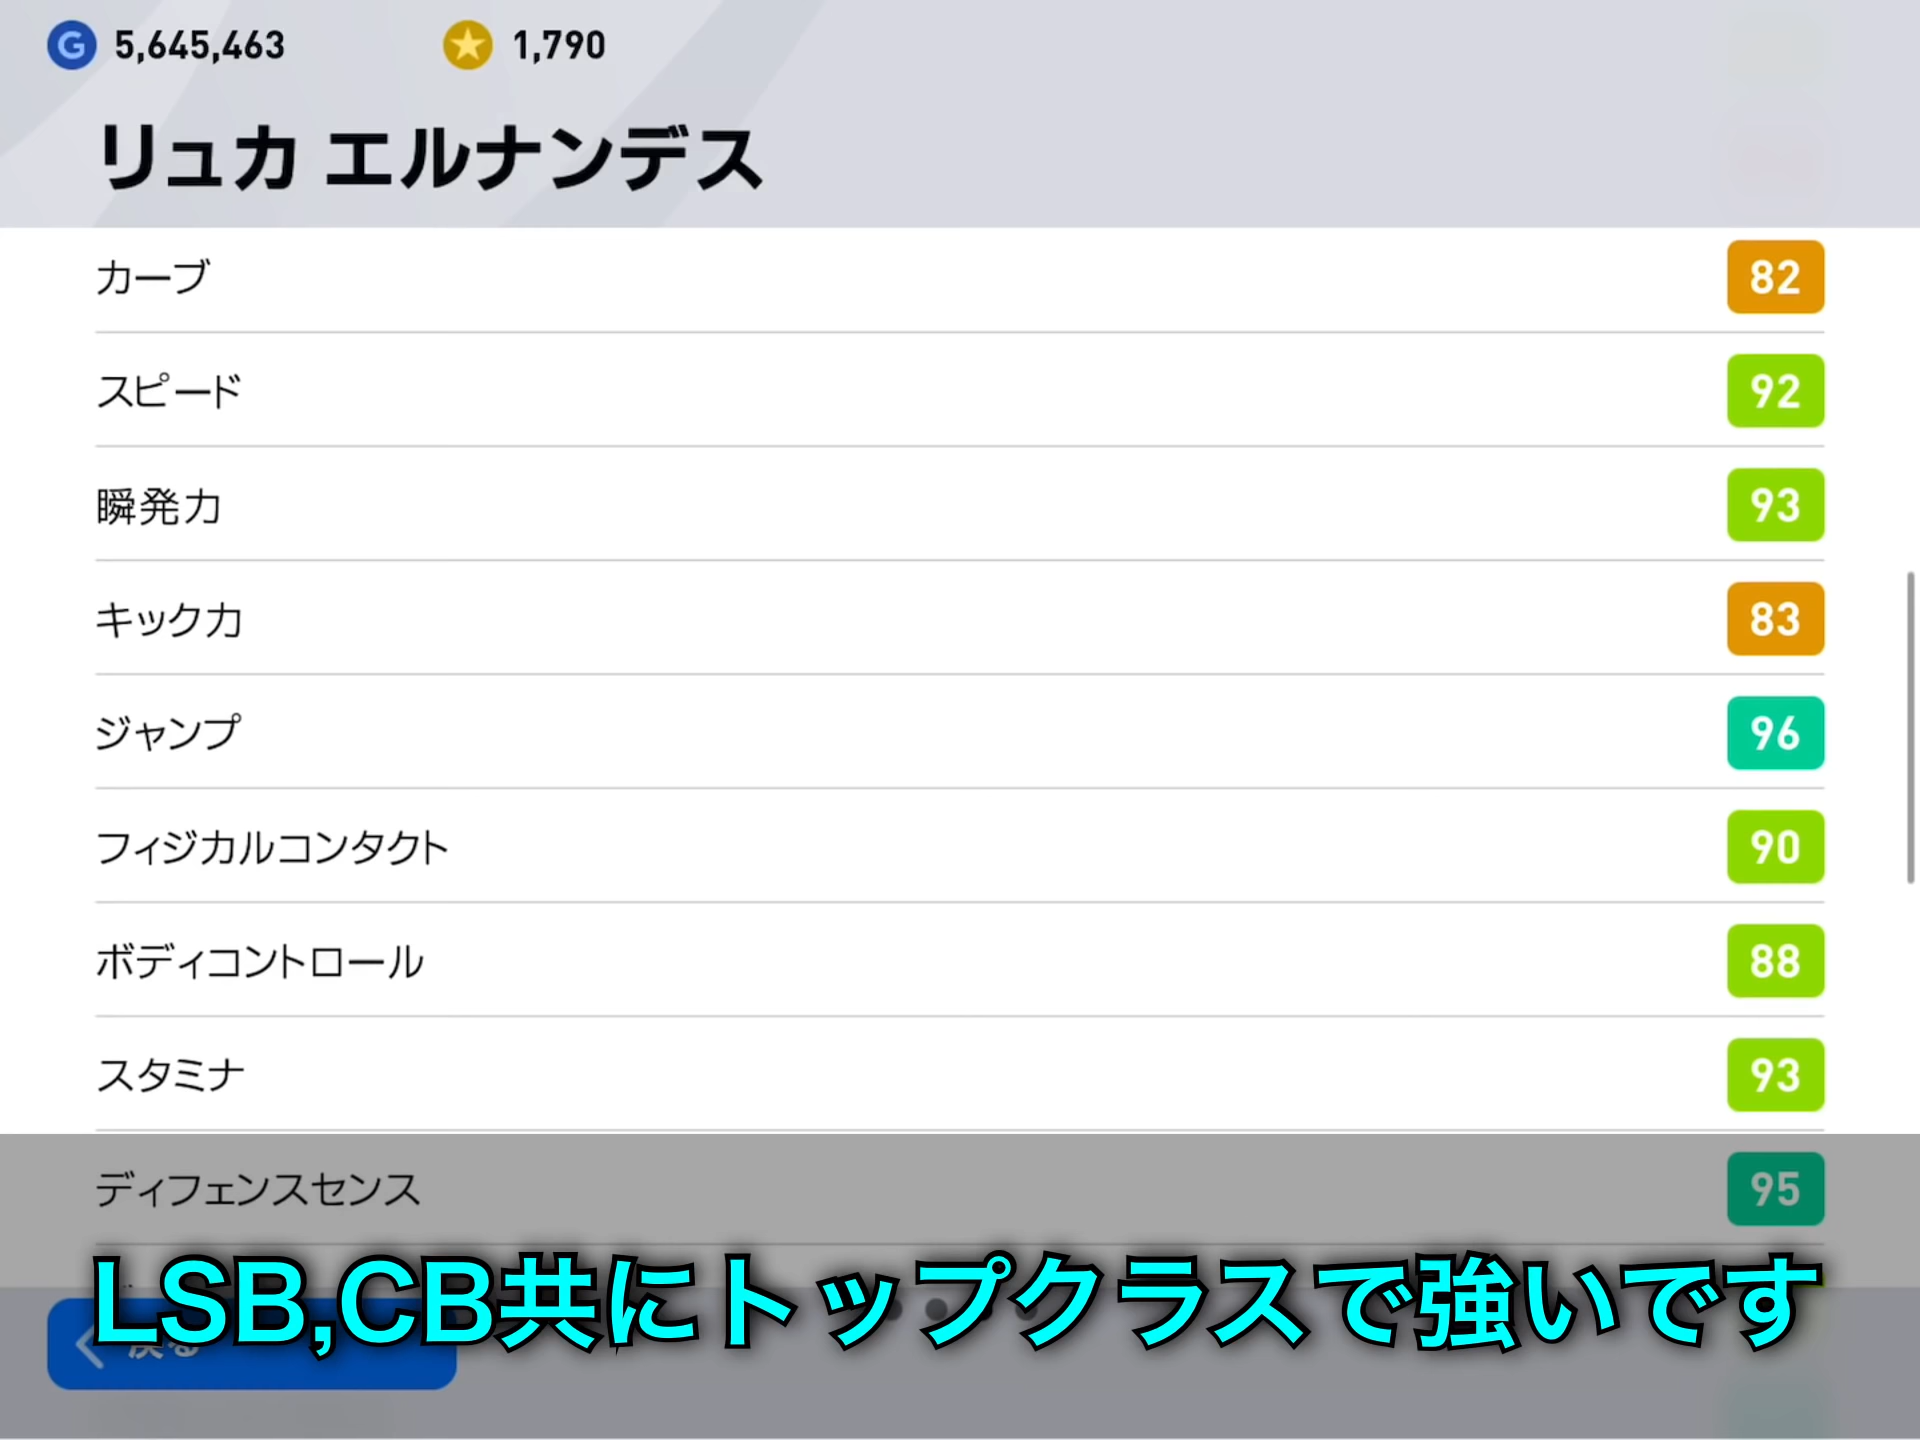 G 5,645,463 1,790
リュカ エルナンデス
カーブ 82
スピード 92
瞬発力 93
キック力 83
ジャンプ 96
フィジカルコンタクト 90
ボディコントロール 88
スタミナ 93
ディフェンスセンス 95
LSB,CB共にトップクラスで強いです
戻る